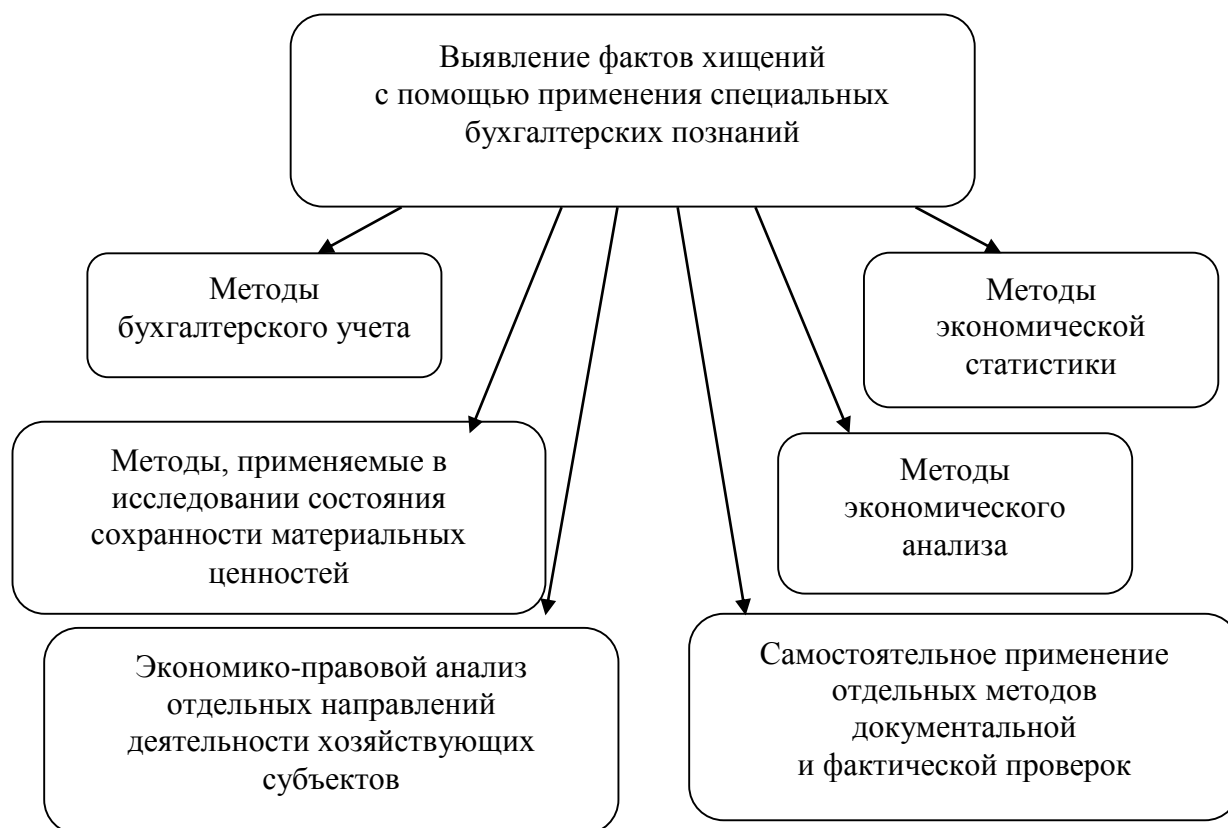 Выявление фактов хищений
с помощью применения специальных
бухгалтерских познаний
Методы
бухгалтерского учета
Методы
экономической
статистики
Методы, применяемые в
исследовании состояния
сохранности материальных
ценностей
Методы
экономического
анализа
Экономико-правовой анализ
отдельных направлений
деятельности хозяйствующих
субъектов
Самостоятельное применение
отдельных методов
документальной
и фактической проверок